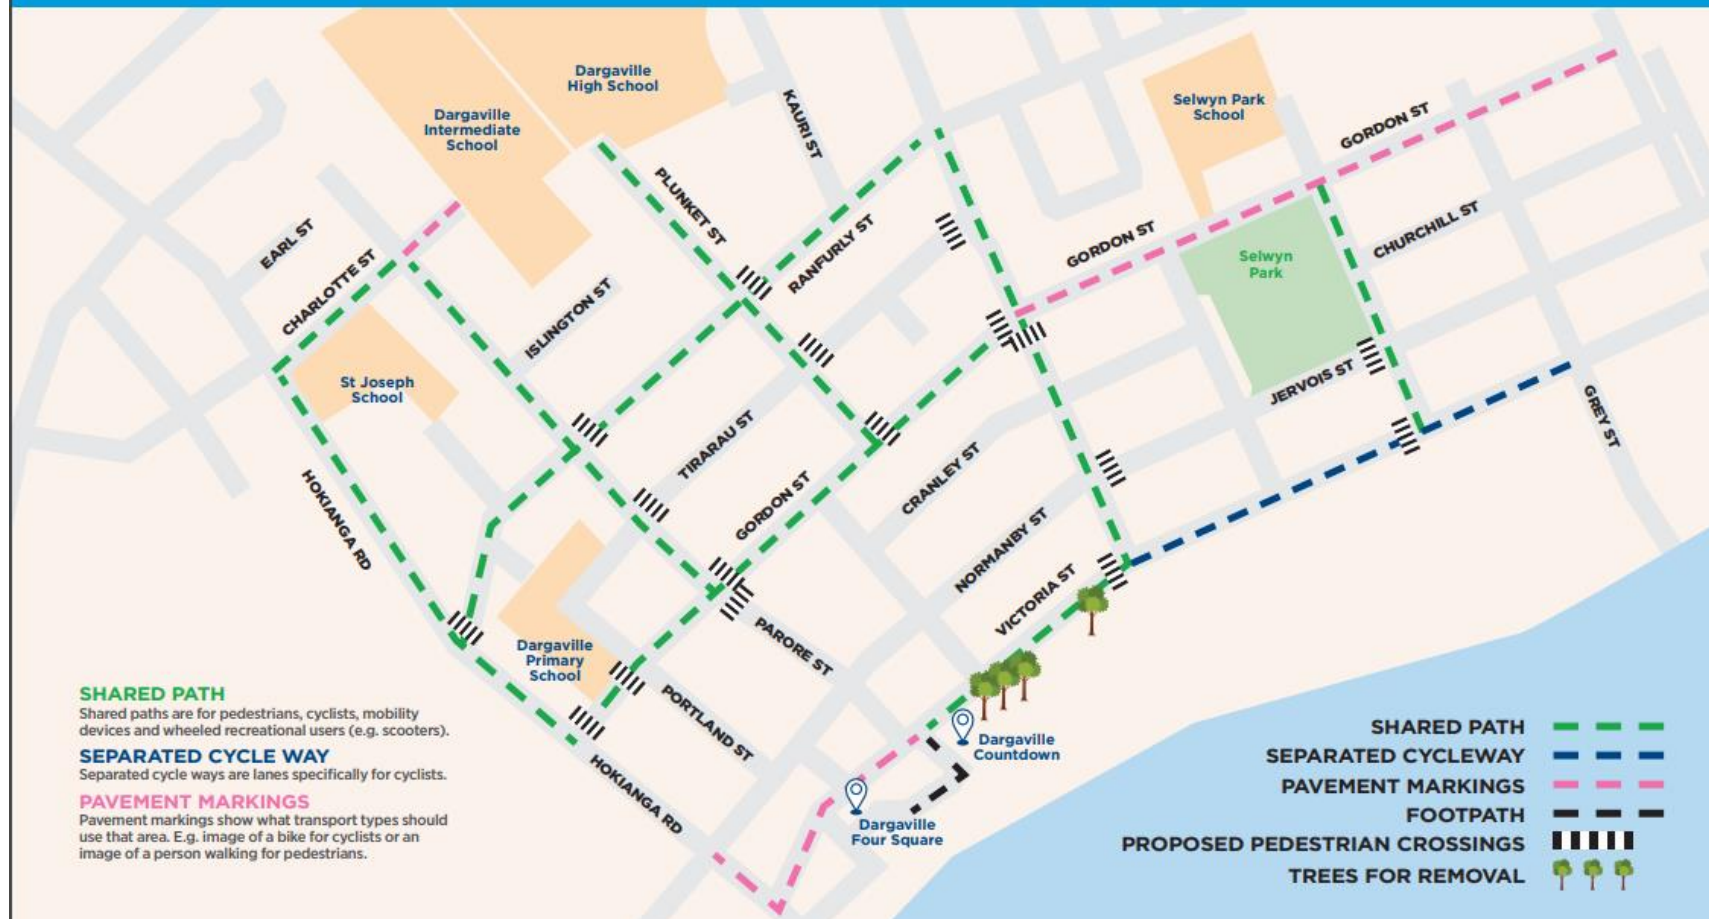 Dargaville
High School
Dargaville
Intermediate
School
KAURI ST
Selwyn Park
School
GORDON ST
PLUNKET ST
EARL ST
CHARLOTTE ST
RANFURLY ST
GORDON ST
CHURCHILL ST
Selwyn
Park
ISLINGTON ST
St Joseph
School
JERVOIS ST
GREY ST
TIRARAU ST
CRANLEY ST
HOKIANGA RD
GORDON ST
NORMANBY ST
VICTORIA ST
Dargaville
Primary
School
PARORE ST
PORTLAND ST
HOKIANGA RD
Dargaville
Countdown
Dargaville
Four Square
SHARED PATH
Shared paths are for pedestrians, cyclists, mobility
devices and wheeled recreational users (e.g. scooters).
SEPARATED CYCLE WAY
Separated cycle ways are lanes specifically for cyclists.
PAVEMENT MARKINGS
Pavement markings show what transport types should
use that area. E.g. image of a bike for cyclists or an
image of a person walking for pedestrians.
SHARED PATH
SEPARATED CYCLEWAY
PAVEMENT MARKINGS
FOOTPATH
PROPOSED PEDESTRIAN CROSSINGS
TREES FOR REMOVAL